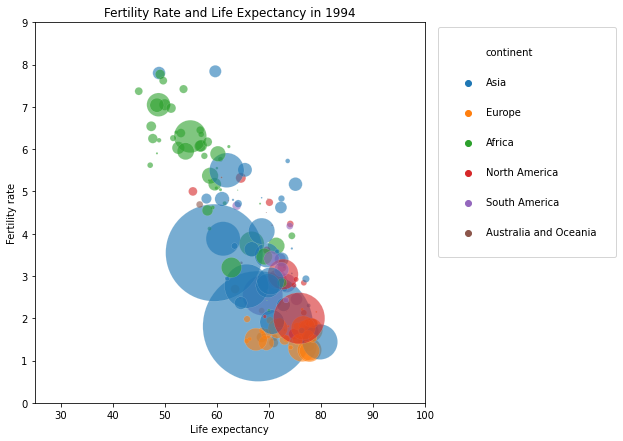 Fertility Rate and Life Expectancy in 1994
9
8
7
6
5
4
3
2
1
0
Fertility rate
30 40 50 60 70 80 90 100
Life expectancy
continent
Asia
Europe
Africa
North America
South America
Australia and Oceania